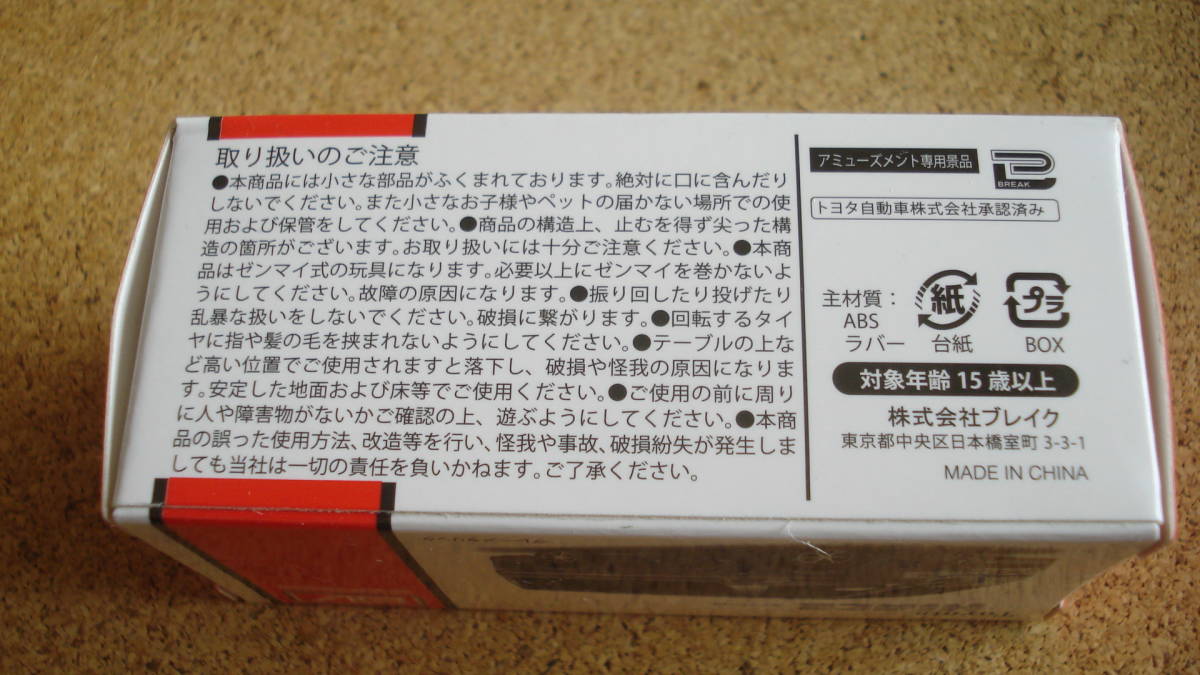 取り扱いのご注意
●本商品には小さな部品がふくまれております。絶対に口に含んだり
しないでください。また小さなお子様やペットの届かない場所での使
用および保管をしてください。●商品の構造上、止むを得ず尖った構
造の箇所がございます。お取り扱いには十分ご注意ください。●本商
品はゼンマイ式の玩具になります。必要以上にゼンマイを巻かないよ
うにしてください。故障の原因になります。●振り回したり投げたり
乱暴な扱いをしないでください。破損に繋がります。●回転するタイ
ヤに指や髪の毛を挟まれないようにしてください。●テーブルの上な
ど高い位置でご使用されますと落下し、破損や怪我の原因になりま
す。安定した地面および床等でご使用ください。●ご使用の前に周り
に人や障害物がないかご確認の上、遊ぶようにしてください。●本商
品の誤った使用方法、改造等を行い、怪我や事故、破損紛失が発生しま
しても当社は一切の責任を負いかねます。ご了承ください。
アミューズメント専用景品
BREAK
トヨタ自動車株式会社承認済み
主材質：
ABS
ラバー
紙
台紙
プラ
BOX
対象年齢 15 歳以上
株式会社ブレイク
東京都中央区日本橋室町 3-3-1
MADE IN CHINA